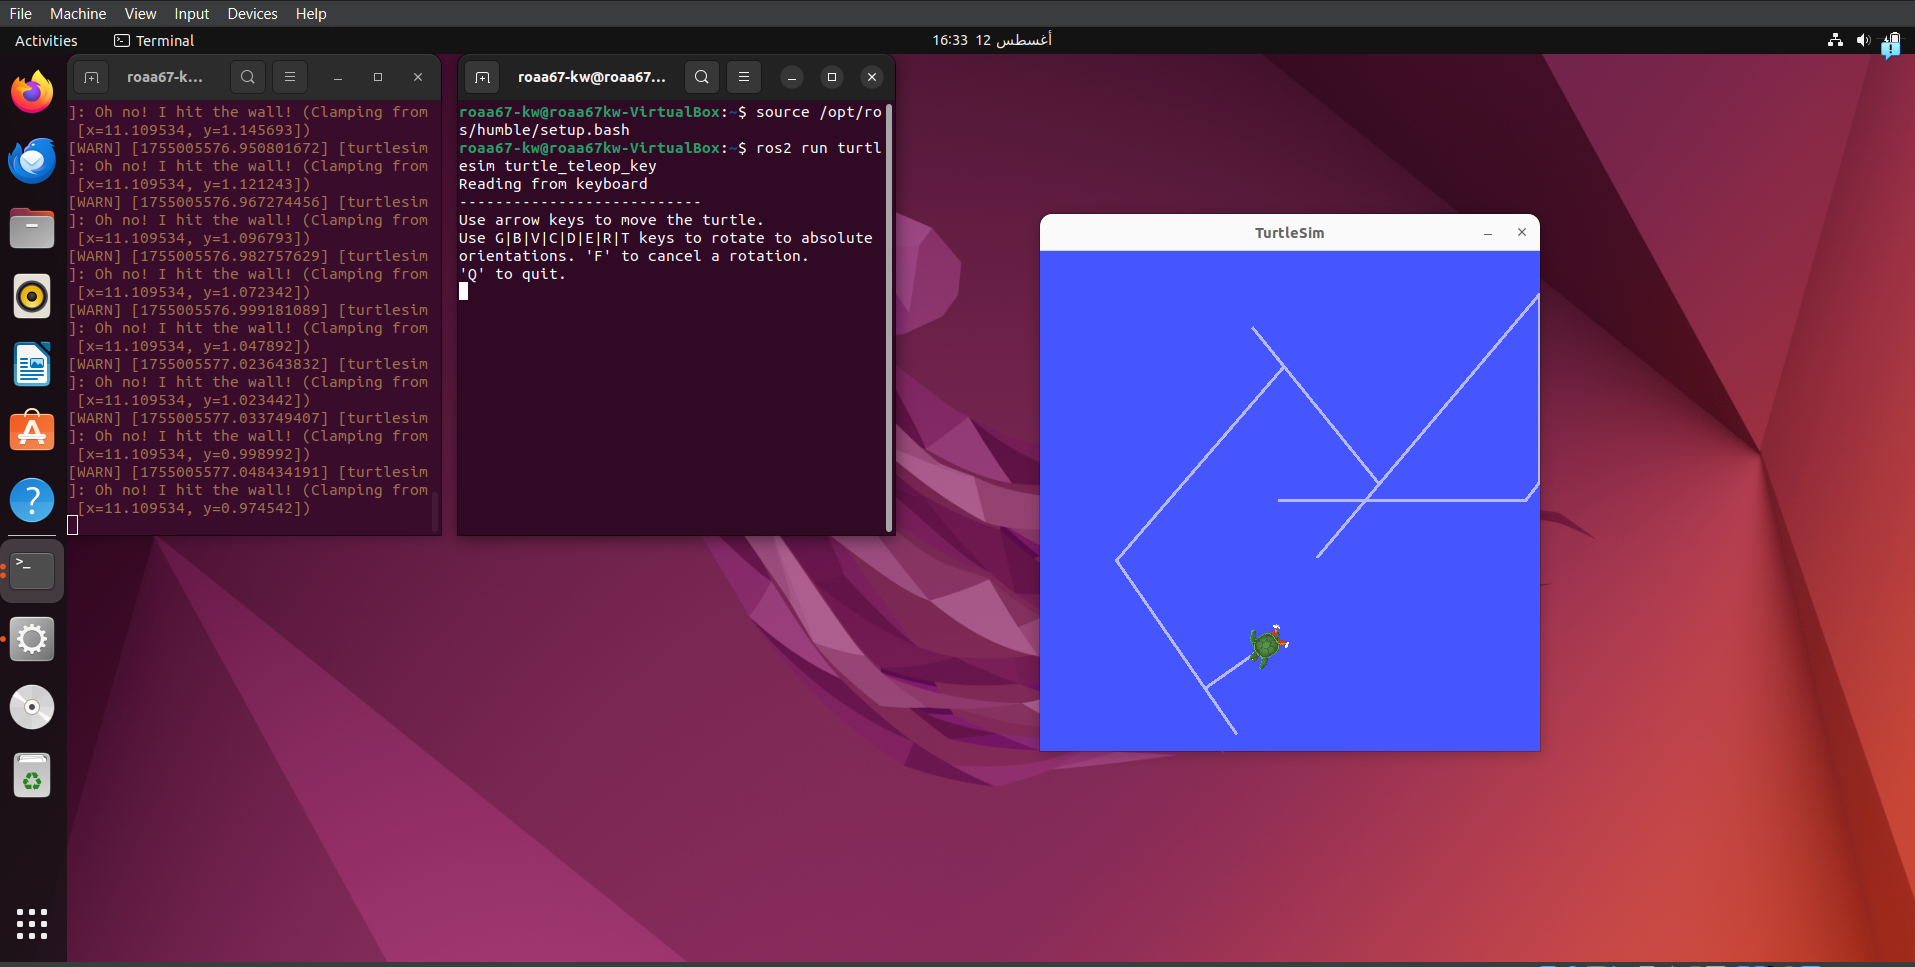 File Machine View Input Devices Help
Activities Terminal 16:33 12 أغسطس
roaa67-k...
]: Oh no! I hit the wall! (Clamping from
[x=11.109534, y=1.145693])
[WARN] [1755005576.950801672] [turtlesim
]: Oh no! I hit the wall! (Clamping from
[x=11.109534, y=1.121243])
[WARN] [1755005576.967274456] [turtlesim
]: Oh no! I hit the wall! (Clamping from
[x=11.109534, y=1.096793])
[WARN] [1755005576.982757629] [turtlesim
]: Oh no! I hit the wall! (Clamping from
[x=11.109534, y=1.072342])
[WARN] [1755005576.999181089] [turtlesim
]: Oh no! I hit the wall! (Clamping from
[x=11.109534, y=1.047892])
[WARN] [1755005577.023643832] [turtlesim
]: Oh no! I hit the wall! (Clamping from
[x=11.109534, y=1.023442])
[WARN] [1755005577.033749407] [turtlesim
]: Oh no! I hit the wall! (Clamping from
[x=11.109534, y=0.998992])
[WARN] [1755005577.048434191] [turtlesim
]: Oh no! I hit the wall! (Clamping from
[x=11.109534, y=0.974542])
roaa67-kw@roaa67...
roaa67-kw@roaa67kw-VirtualBox:~$ source /opt/ro
s/humble/setup.bash
roaa67-kw@roaa67kw-VirtualBox:~$ ros2 run turtl
esim turtle_teleop_key
Reading from keyboard
---------------------------
Use arrow keys to move the turtle.
Use G|B|V|C|D|E|R|T keys to rotate to absolute
orientations. 'F' to cancel a rotation.
'Q' to quit.
TurtleSim